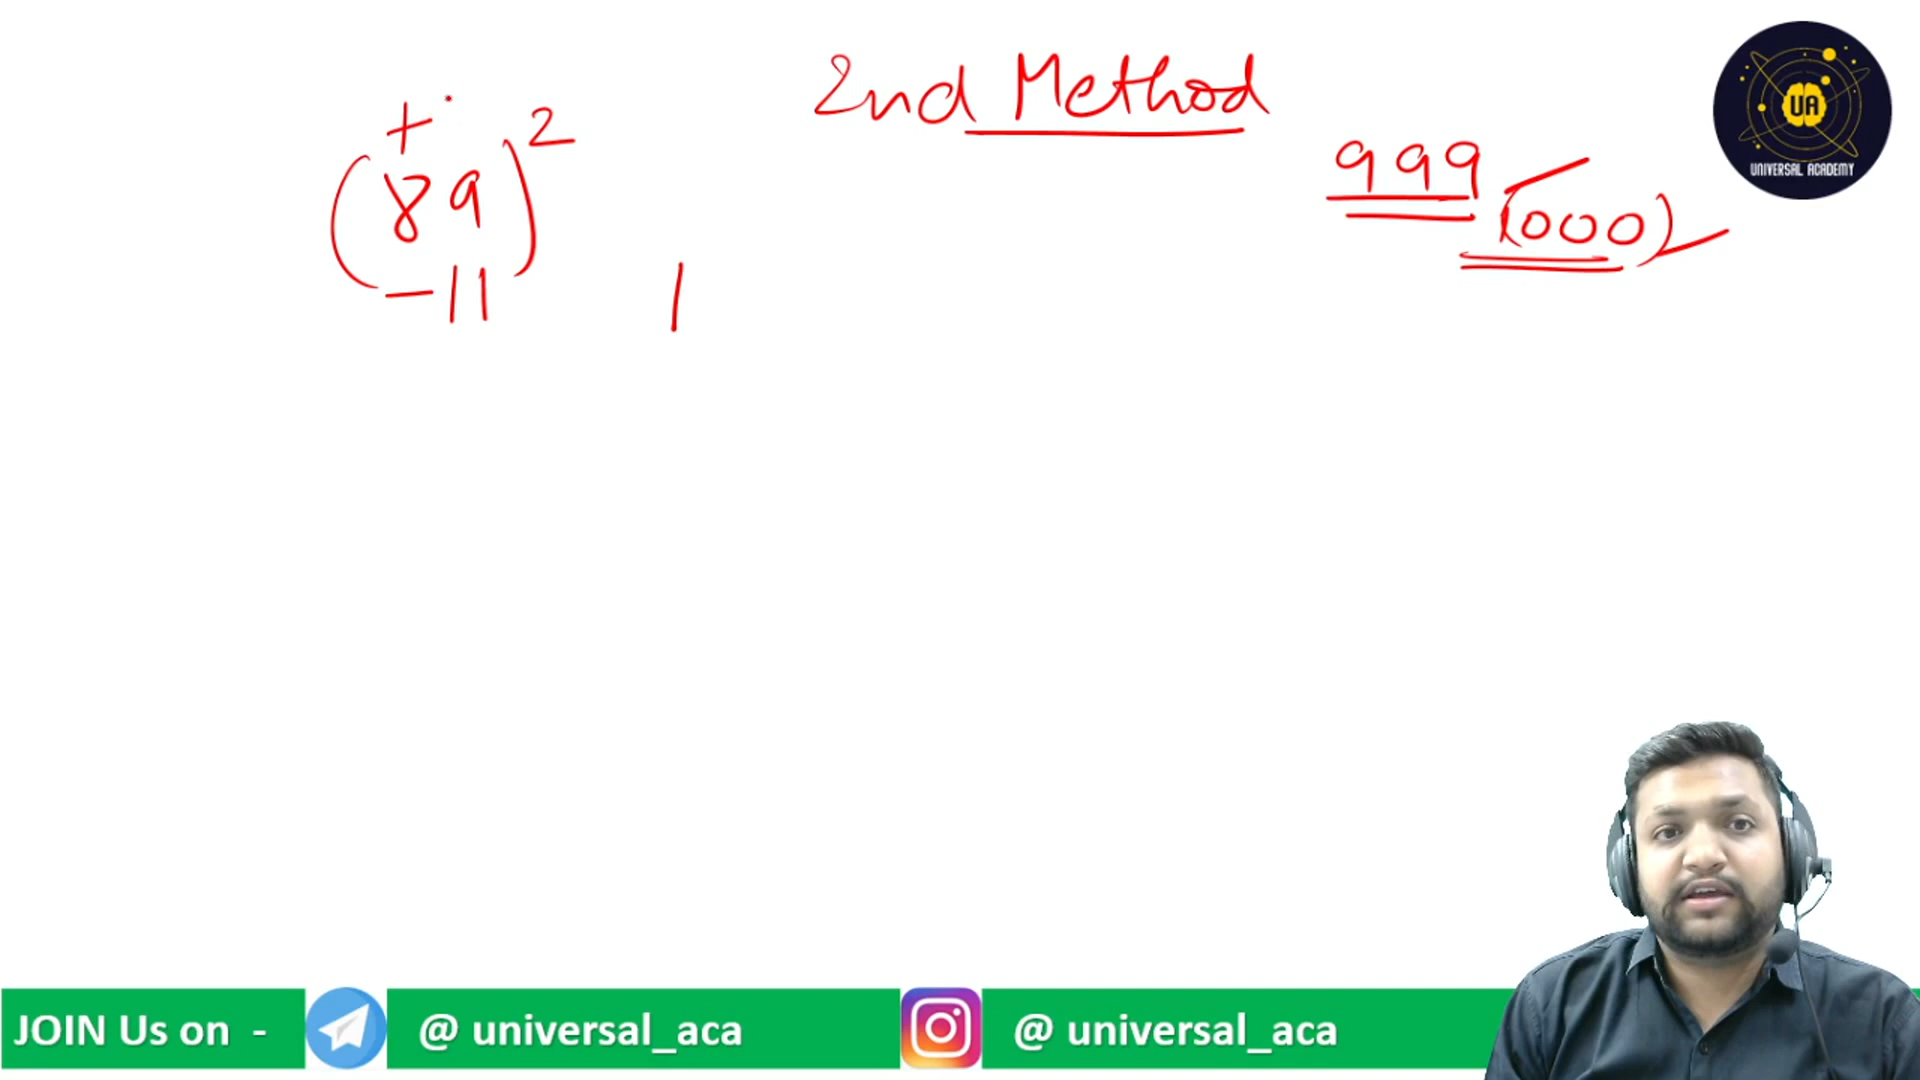 2nd Method
+
(89)²
-11
1
999
(1000)
UA
UNIVERSAL ACADEMY
JOIN Us on -
@ universal_aca
@ universal_aca